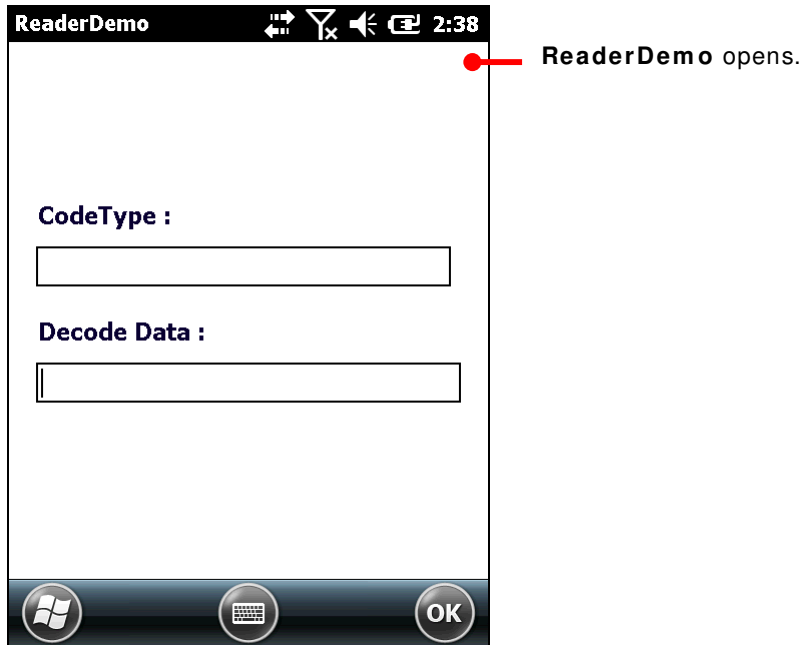 ReaderDemo 2:38
ReaderDemo opens.
CodeType :
Decode Data :
OK